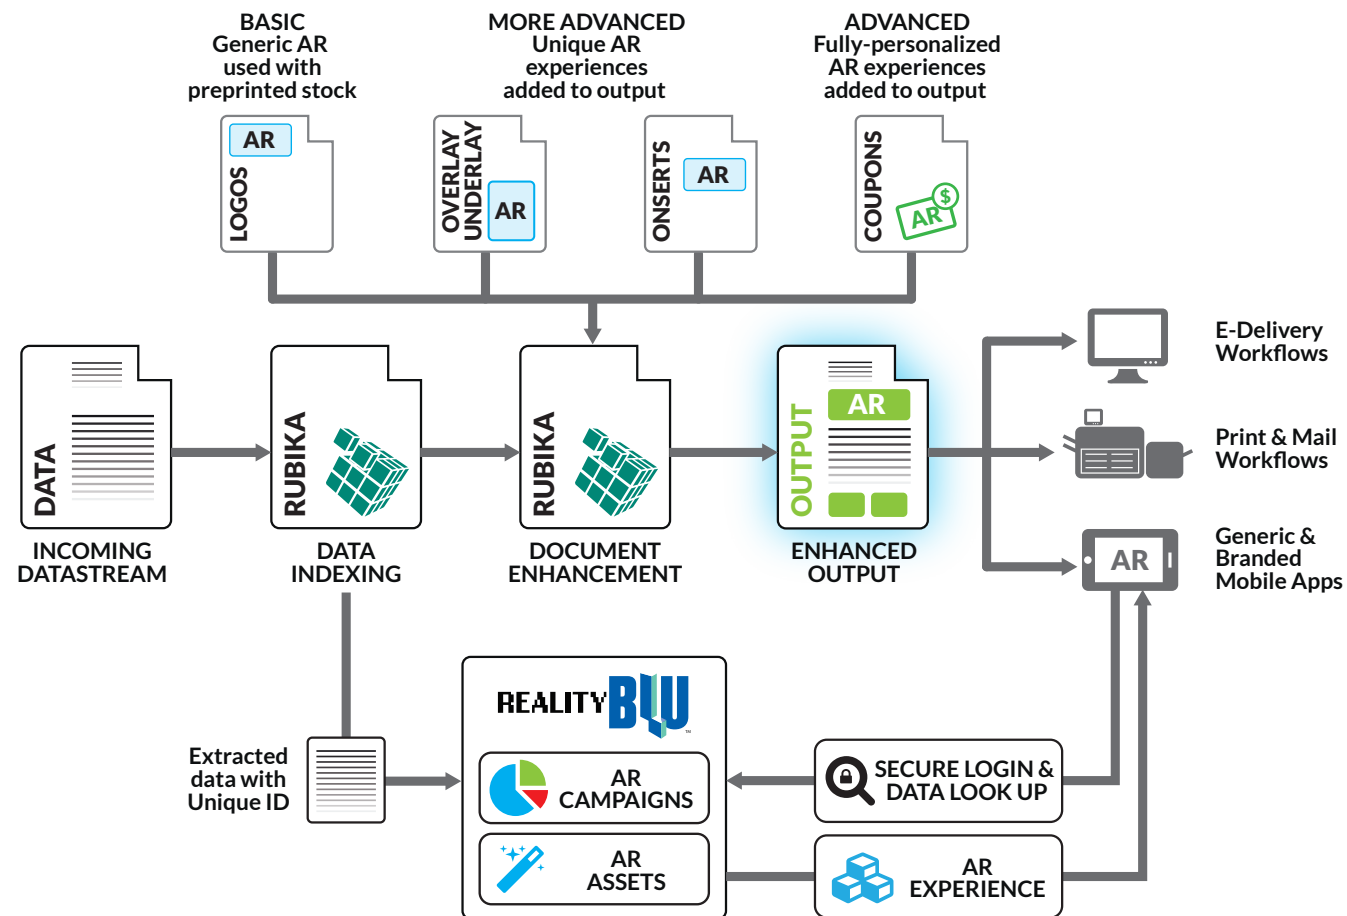 BASIC
Generic AR
used with
preprinted stock
MORE ADVANCED
Unique AR
experiences
added to output
ADVANCED
Fully-personalized
AR experiences
added to output
LOGOS
AR
OVERLAY
UNDERLAY
AR
ONSERTS
AR
COUPONS
AR
$
DATA
INCOMING
DATASTREAM
RUBIKA
DATA
INDEXING
RUBIKA
DOCUMENT
ENHANCEMENT
OUTPUT
AR
ENHANCED
OUTPUT
E-Delivery
Workflows
Print & Mail
Workflows
AR
Generic &
Branded
Mobile Apps
Extracted
data with
Unique ID
REALITY BLU ™
AR
CAMPAIGNS
AR
ASSETS
SECURE LOGIN &
DATA LOOK UP
AR
EXPERIENCE